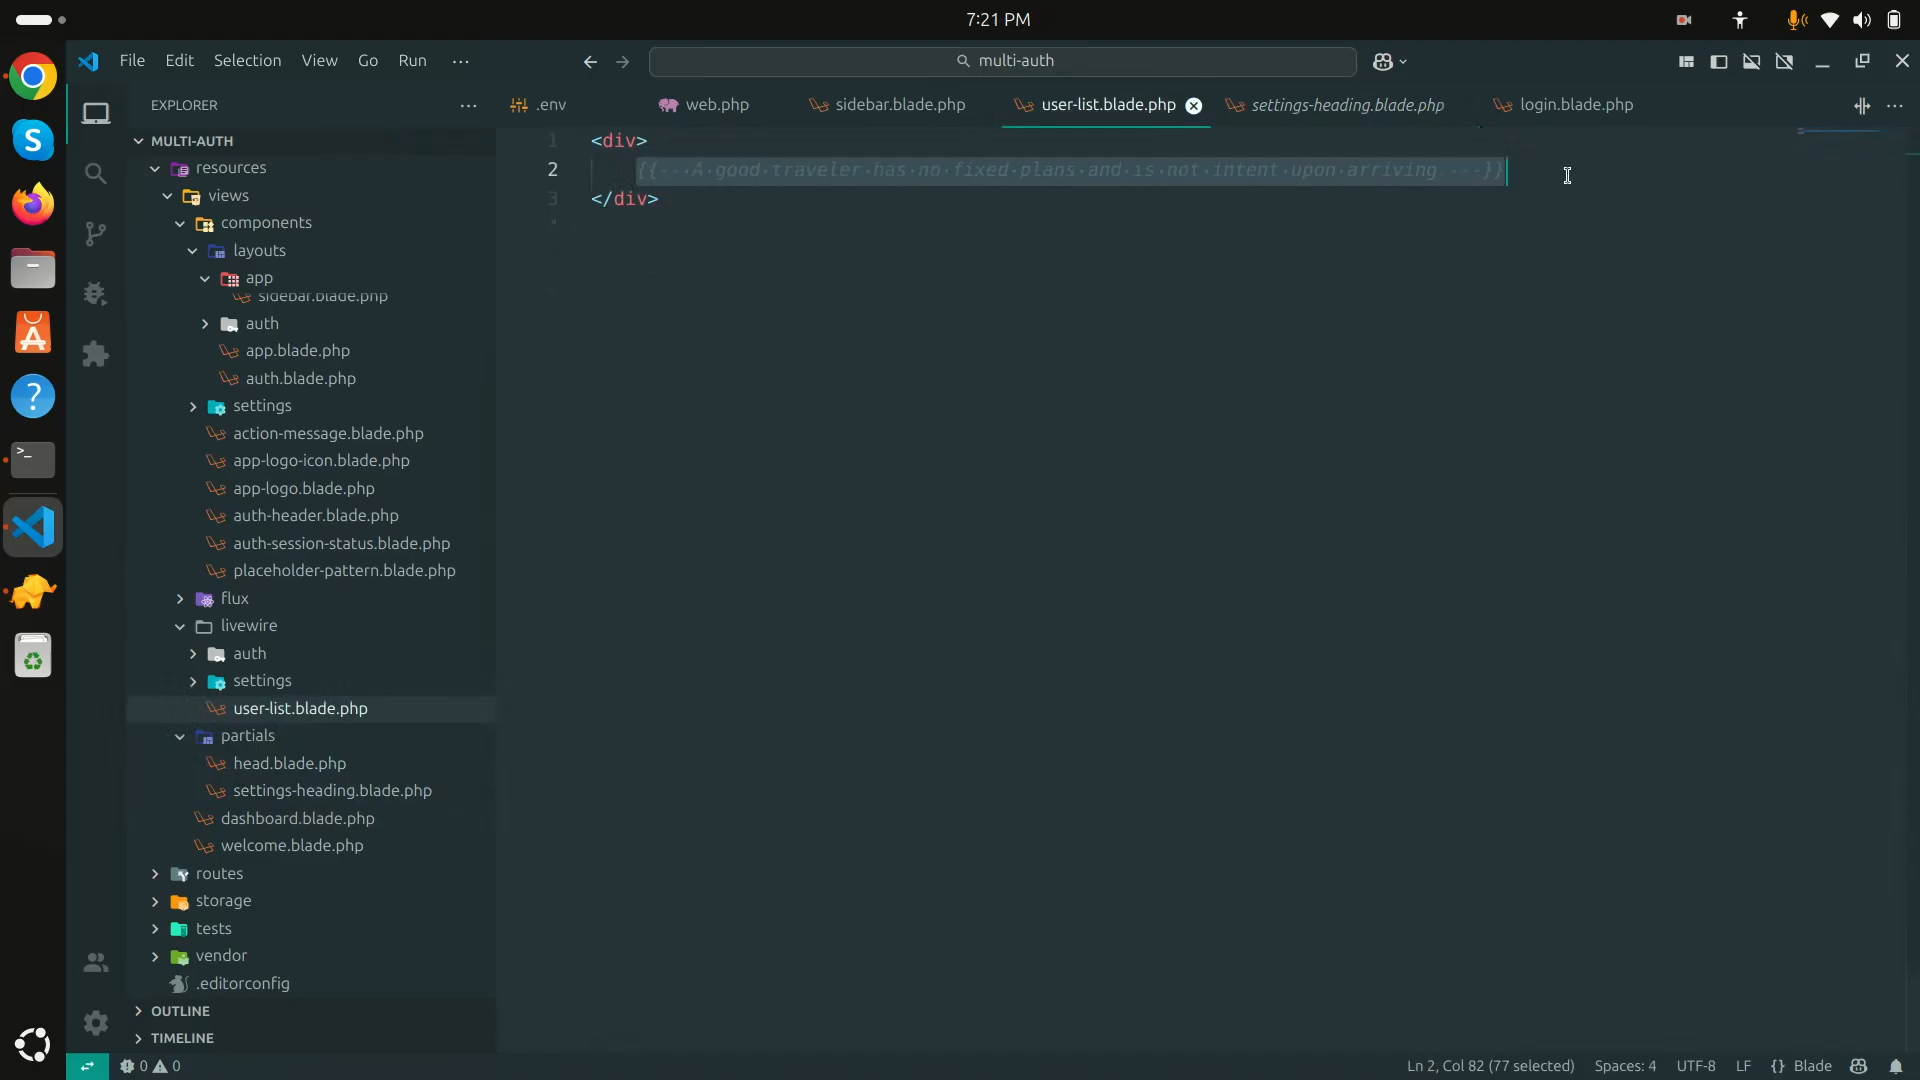 7:21 PM
File Edit Selection View Go Run ...
multi-auth
EXPLORER ...
.env web.php sidebar.blade.php user-list.blade.php settings-heading.blade.php login.blade.php
MULTI-AUTH
resources
views
components
layouts
app
sidebar.blade.php
auth
app.blade.php
auth.blade.php
settings
action-message.blade.php
app-logo-icon.blade.php
app-logo.blade.php
auth-header.blade.php
auth-session-status.blade.php
placeholder-pattern.blade.php
flux
livewire
auth
settings
user-list.blade.php
partials
head.blade.php
settings-heading.blade.php
dashboard.blade.php
welcome.blade.php
routes
storage
tests
vendor
.editorconfig
OUTLINE
TIMELINE
1 <div>
2 {{-- A good traveler has no fixed plans and is not intent upon arriving --}}
3 </div>
0 0 Ln 2, Col 82 (77 selected) Spaces: 4 UTF-8 LF {} Blade